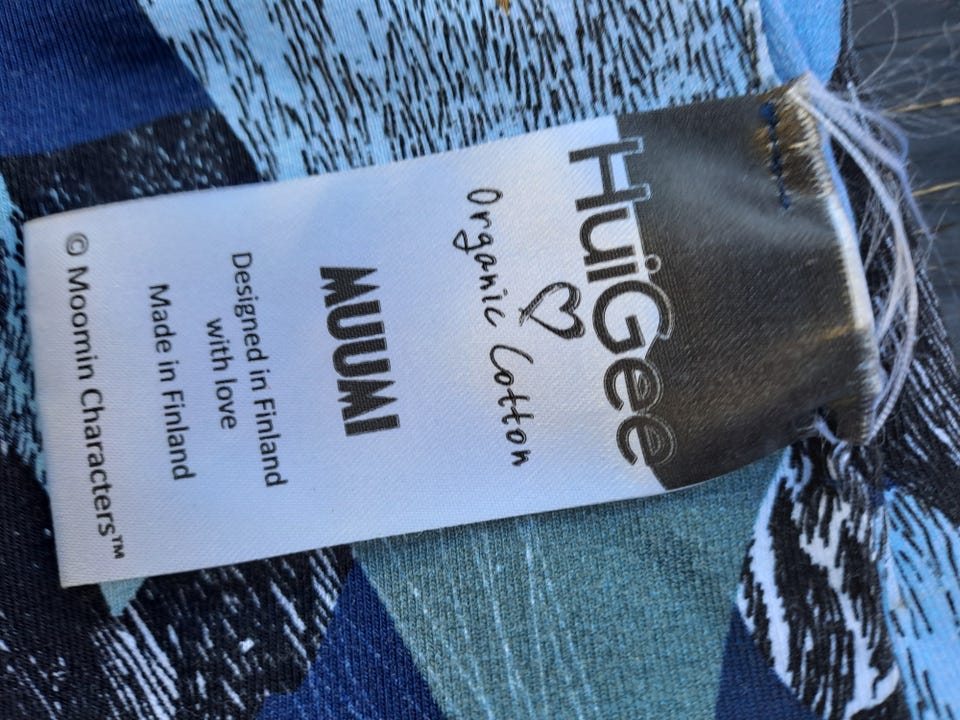 HuiGee
Organic Cotton
MUUMI
Designed in Finland
with love
Made in Finland
© Moomin Characters™